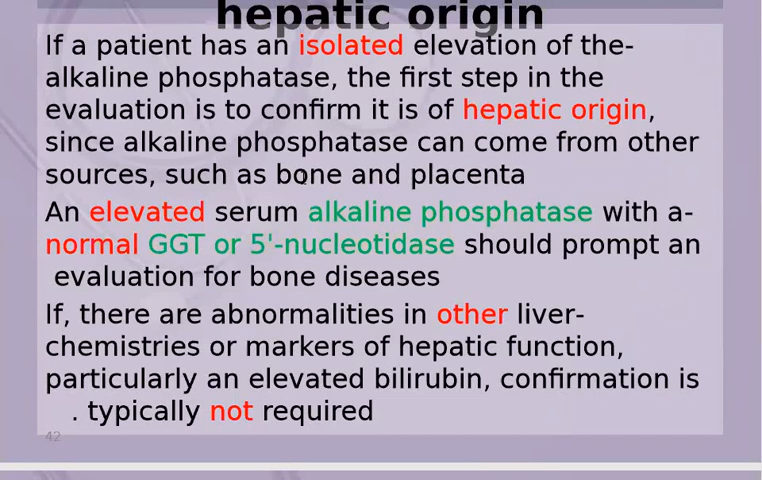 hepatic origin
If a patient has an isolated elevation of the-
alkaline phosphatase, the first step in the
evaluation is to confirm it is of hepatic origin,
since alkaline phosphatase can come from other
sources, such as bone and placenta
An elevated serum alkaline phosphatase with a-
normal GGT or 5'-nucleotidase should prompt an
evaluation for bone diseases
If, there are abnormalities in other liver-
chemistries or markers of hepatic function,
particularly an elevated bilirubin, confirmation is
. typically not required
42